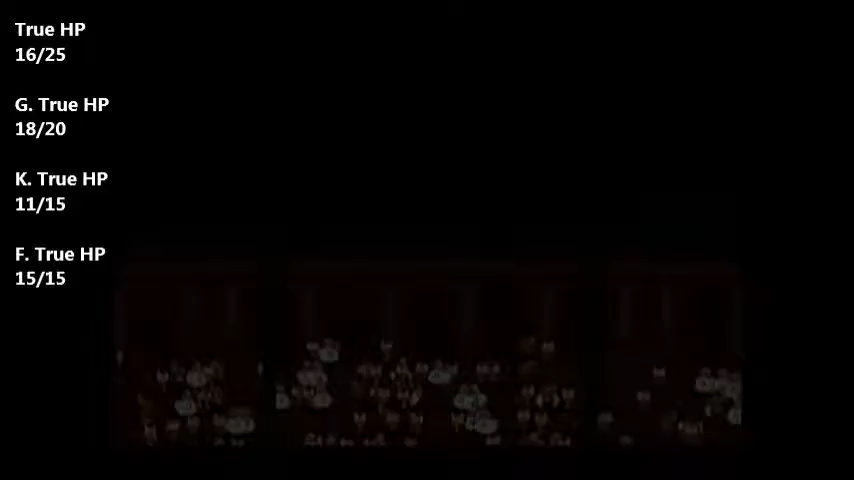 True HP
16/25
G. True HP
18/20
K. True HP
11/15
F. True HP
15/15